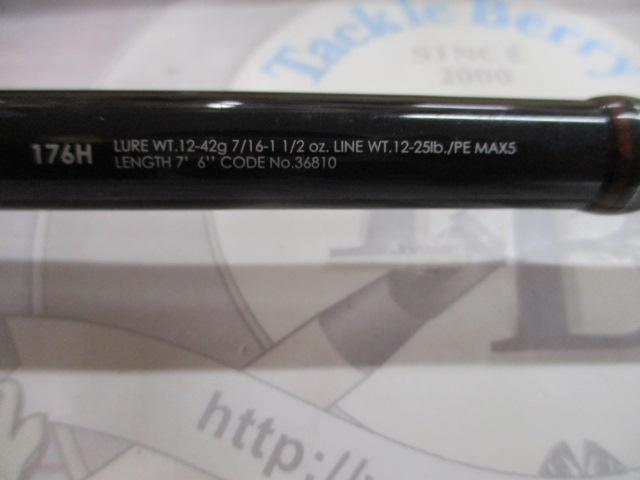 Tackle Berry
SINCE
2000
176H
LURE WT.12-42g 7/16-1 1/2 oz. LINE WT.12-25lb./PE MAX5
LENGTH 7' 6'' CODE No.36810
http:/